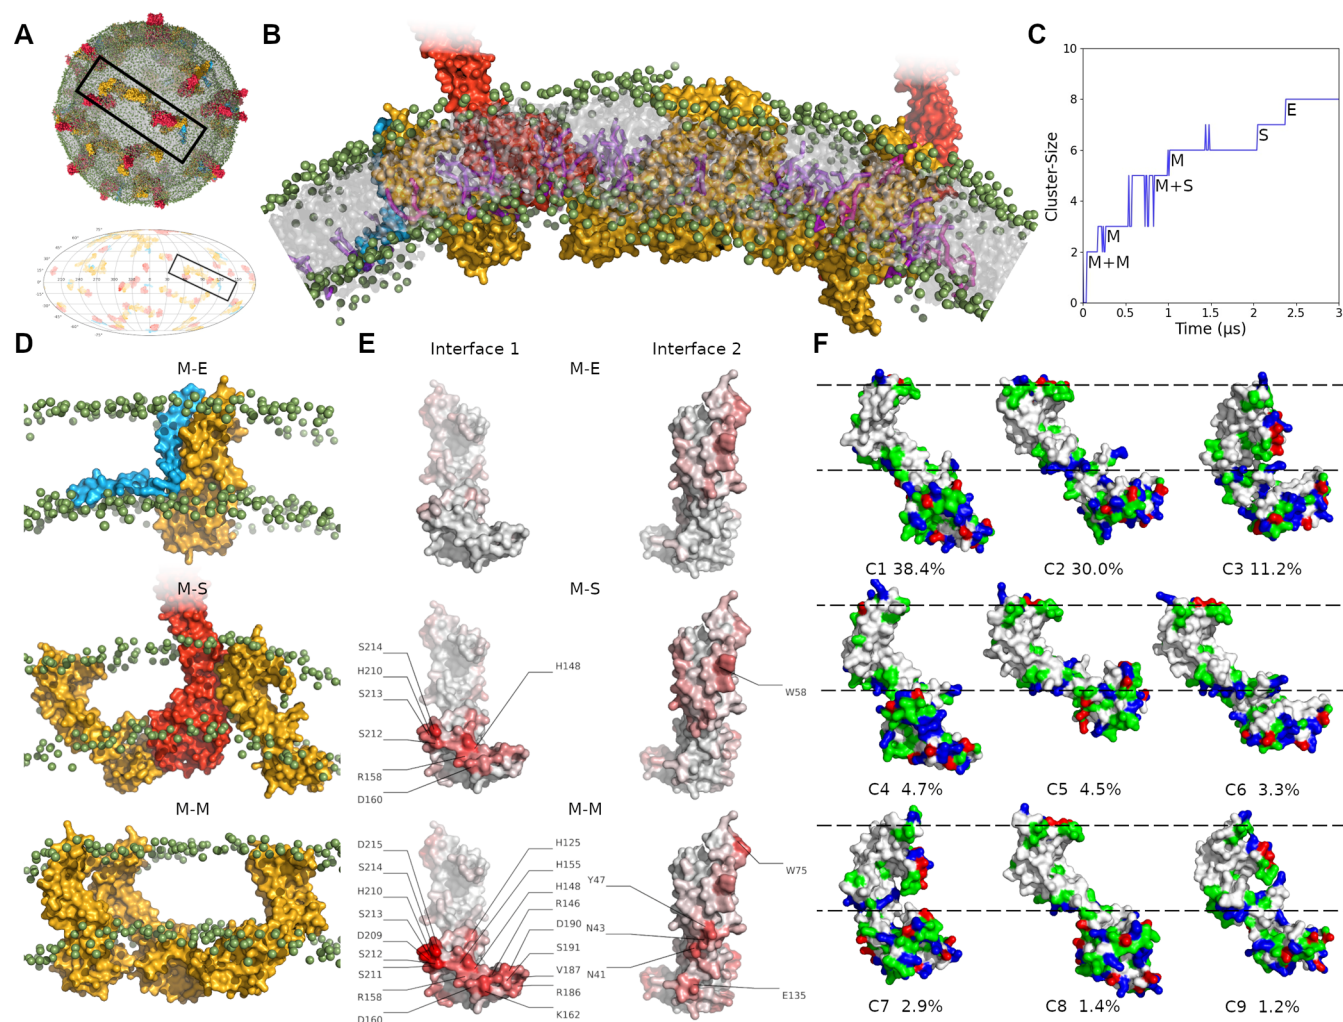 A
B
C
10
8
6
4
2
0
Cluster-Size
E
S
M
M+S
M
M+M
0 0.5 1 1.5 2 2.5 3
Time (µs)
D
M-E
M-S
M-M
E
Interface 1
Interface 2
M-E
M-S
S214
H210
S213
S212
R158
D160
H148
W58
M-M
D215
S214
H210
S213
D209
S212
S211
R158
D160
H125
H155
H148
R146
D190
S191
V187
R186
K162
Y47
N43
N41
W75
E135
F
C1 38.4%
C2 30.0%
C3 11.2%
C4 4.7%
C5 4.5%
C6 3.3%
C7 2.9%
C8 1.4%
C9 1.2%